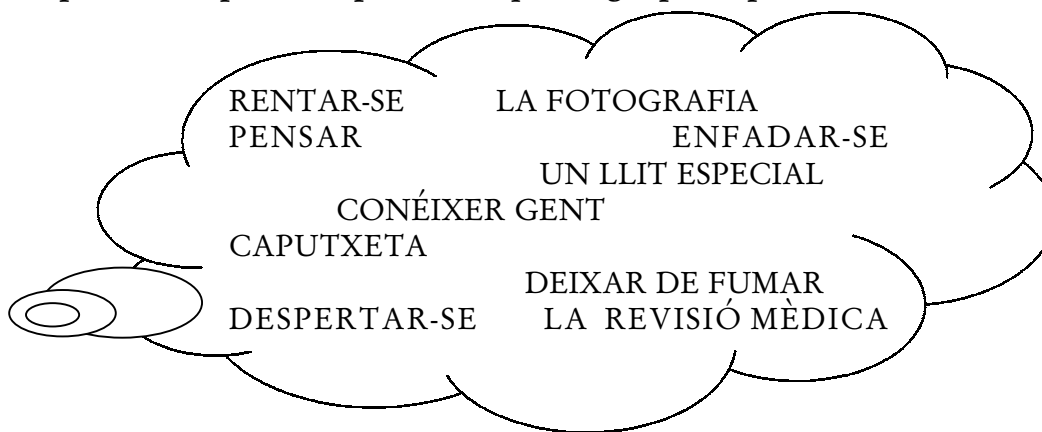 RENTAR-SE LA FOTOGRAFIA
PENSAR ENFADAR-SE
UN LLIT ESPECIAL
CONÉIXER GENT
CAPUTXETA
DEIXAR DE FUMAR
DESPERTAR-SE LA REVISIÓ MÈDICA